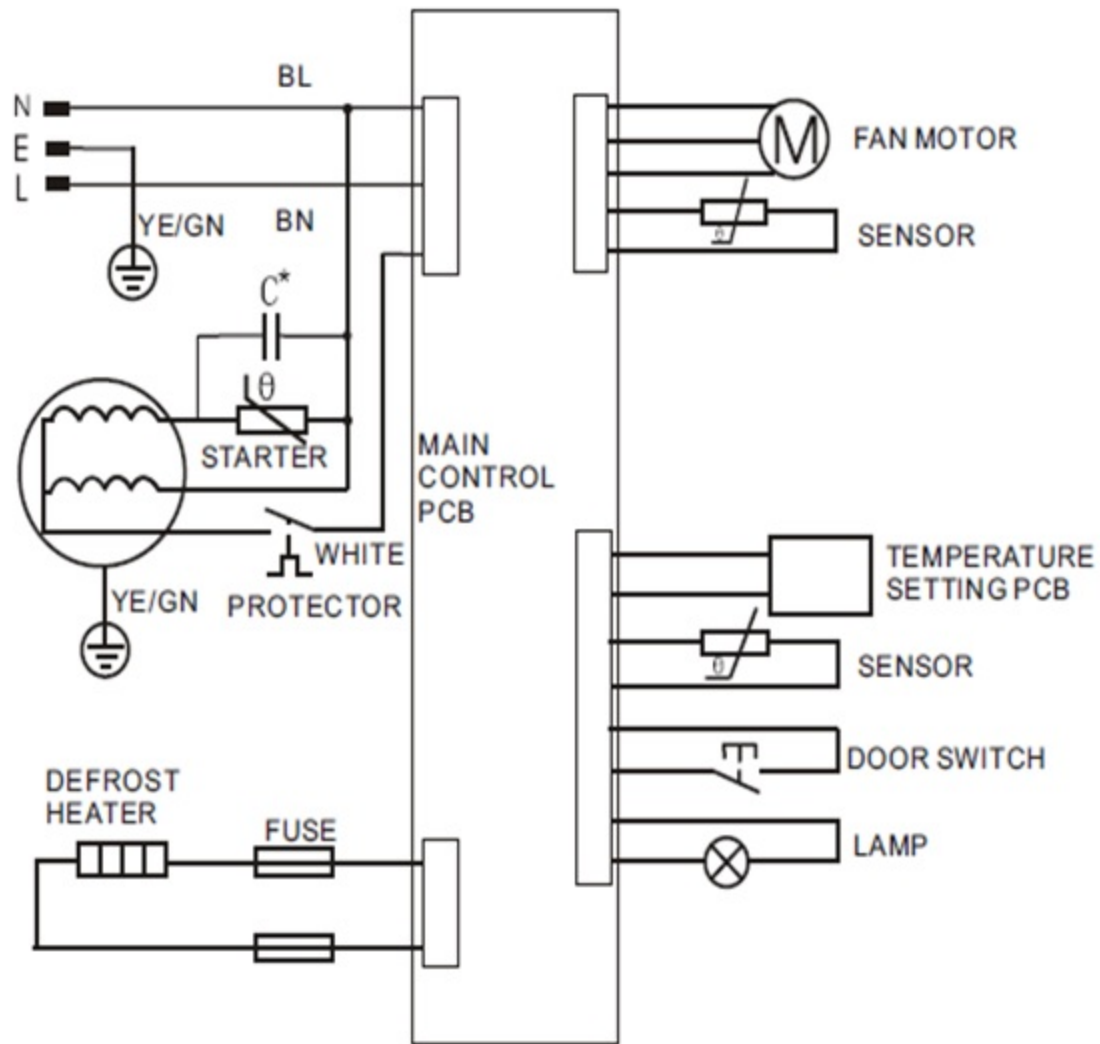 BL
N
E
L
YE/GN
BN
C*
θ
STARTER
MAIN
CONTROL
PCB
WHITE
PROTECTOR
YE/GN
DEFROST
HEATER
FUSE
M
FAN MOTOR
θ
SENSOR
TEMPERATURE
SETTING PCB
θ
SENSOR
DOOR SWITCH
LAMP